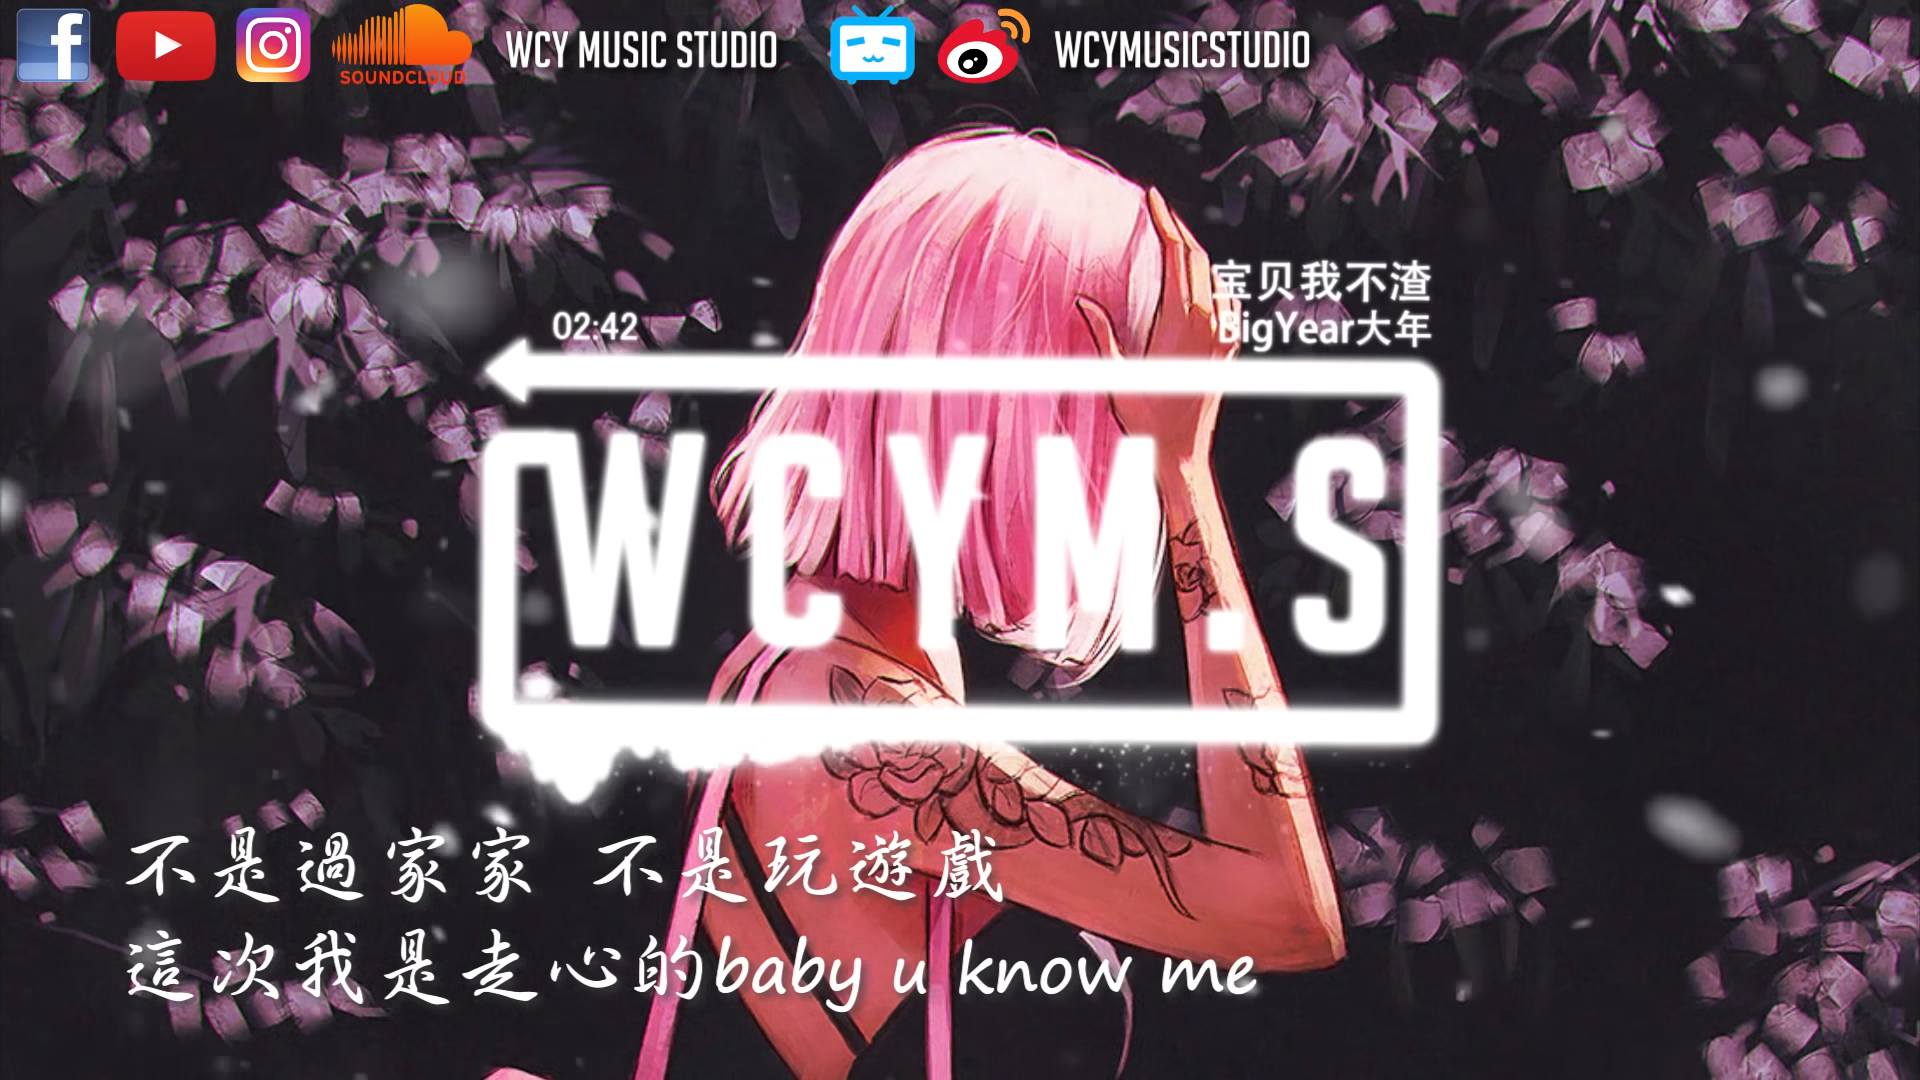 SOUNDCLOUD
WCY MUSIC STUDIO
WCYMUSICSTUDIO
宝贝我不渣
02:42
BigYear大年
WCYM.S
不是過家家 不是玩遊戲
這次我是走心的baby u know me